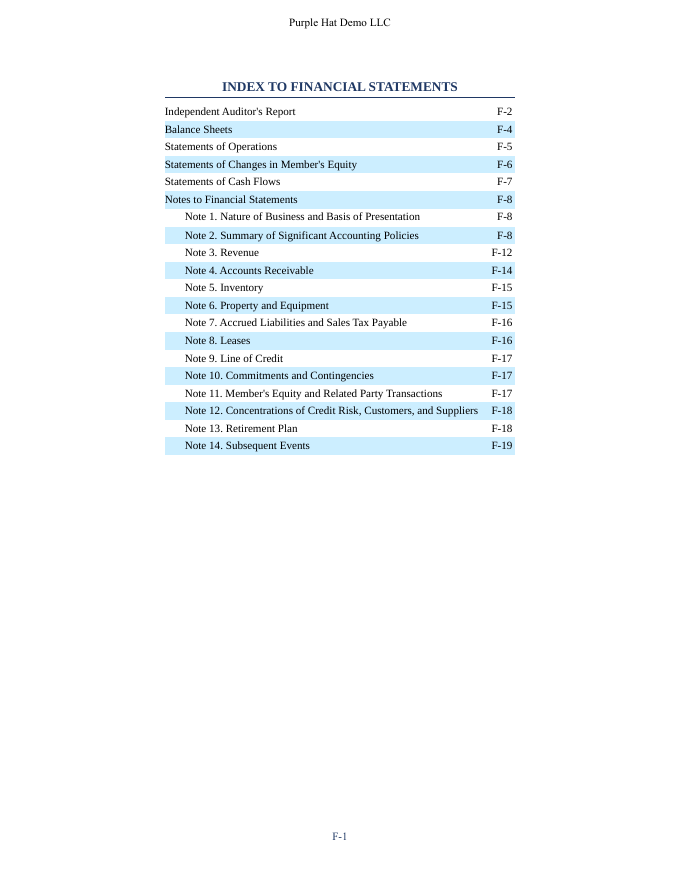 Purple Hat Demo LLC
INDEX TO FINANCIAL STATEMENTS
Independent Auditor's Report F-2
Balance Sheets F-4
Statements of Operations F-5
Statements of Changes in Member's Equity F-6
Statements of Cash Flows F-7
Notes to Financial Statements F-8
Note 1. Nature of Business and Basis of Presentation F-8
Note 2. Summary of Significant Accounting Policies F-8
Note 3. Revenue F-12
Note 4. Accounts Receivable F-14
Note 5. Inventory F-15
Note 6. Property and Equipment F-15
Note 7. Accrued Liabilities and Sales Tax Payable F-16
Note 8. Leases F-16
Note 9. Line of Credit F-17
Note 10. Commitments and Contingencies F-17
Note 11. Member's Equity and Related Party Transactions F-17
Note 12. Concentrations of Credit Risk, Customers, and Suppliers F-18
Note 13. Retirement Plan F-18
Note 14. Subsequent Events F-19
F-1